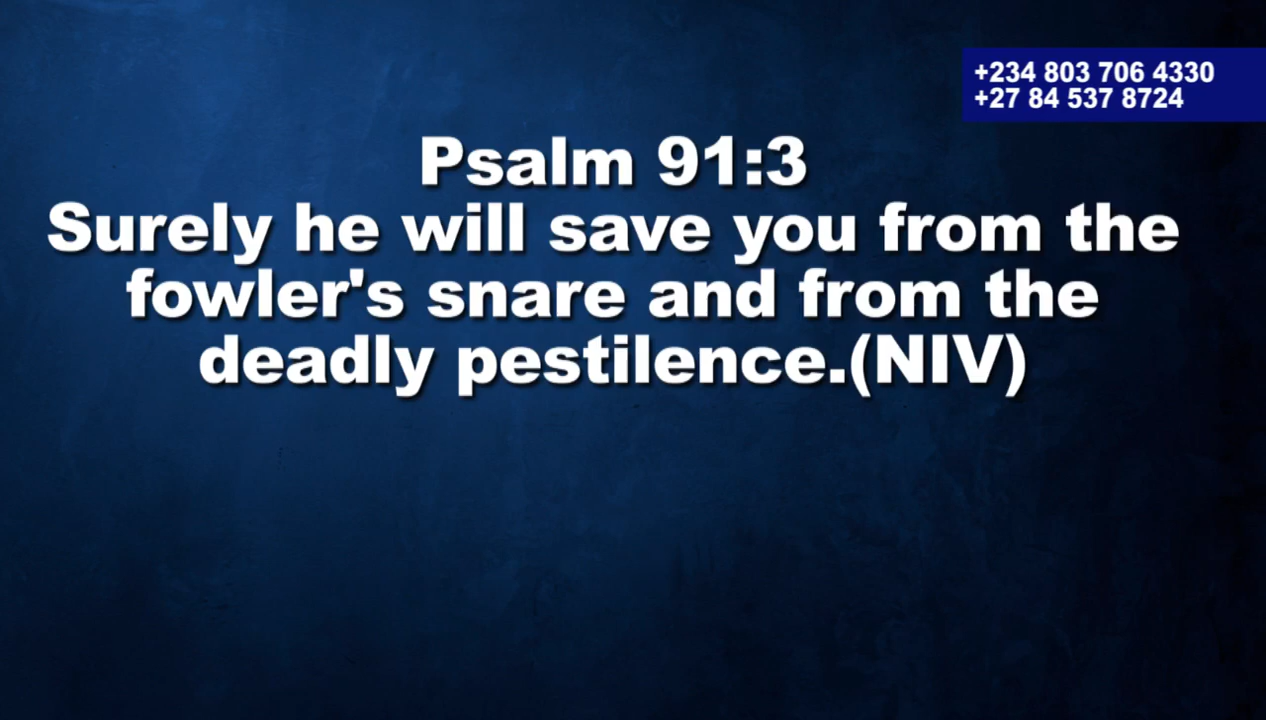 +234 803 706 4330
+27 84 537 8724
Psalm 91:3
Surely he will save you from the
fowler's snare and from the
deadly pestilence.(NIV)